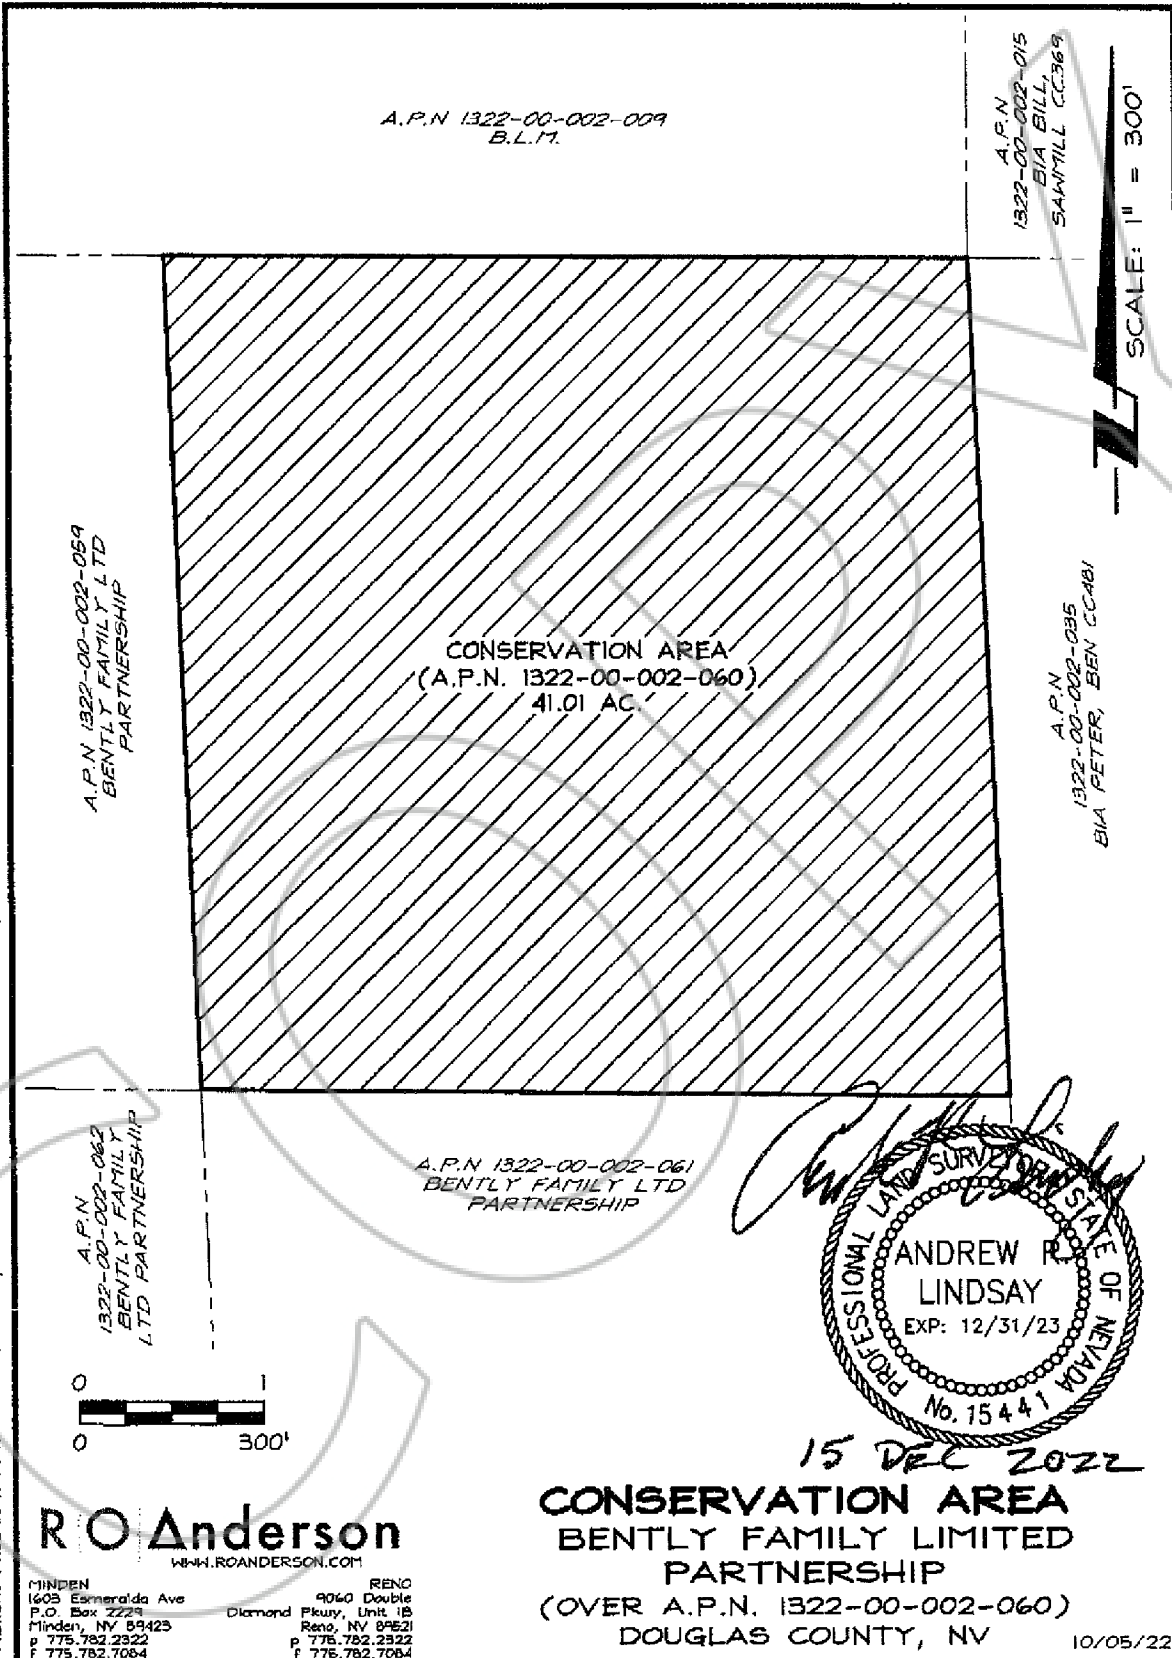 A.P.N 1322-00-002-009
B.L.M.
A.P.N
1322-00-002-015
BIA BILL,
SAWMILL CC369
SCALE: 1" = 300'
A.P.N 1322-00-002-059
BENTLY FAMILY LTD
PARTNERSHIP
CONSERVATION AREA
(A.P.N. 1322-00-002-060)
41.01 AC.
A.P.N
1322-00-002-035
BIA PETER, BEN CC481
A.P.N
1322-00-002-062
BENTLY FAMILY
LTD PARTNERSHIP
A.P.N 1322-00-002-061
BENTLY FAMILY LTD
PARTNERSHIP
PROFESSIONAL LAND SURVEYOR STATE OF NEVADA
ANDREW R.
LINDSAY
EXP: 12/31/23
No. 15441
15 DEC 2022
0 1
0 300'
RO Anderson
WWW.ROANDERSON.COM
MINDEN
1603 Esmeralda Ave
P.O. Box 2229
Minden, NV 89423
p 775.782.2322
f 775.782.7084
RENO
9060 Double
Diamond Pkwy, Unit 1B
Reno, NV 89521
p 775.782.2322
f 775.782.7084
CONSERVATION AREA
BENTLY FAMILY LIMITED
PARTNERSHIP
(OVER A.P.N. 1322-00-002-060)
DOUGLAS COUNTY, NV
10/05/22
COPY